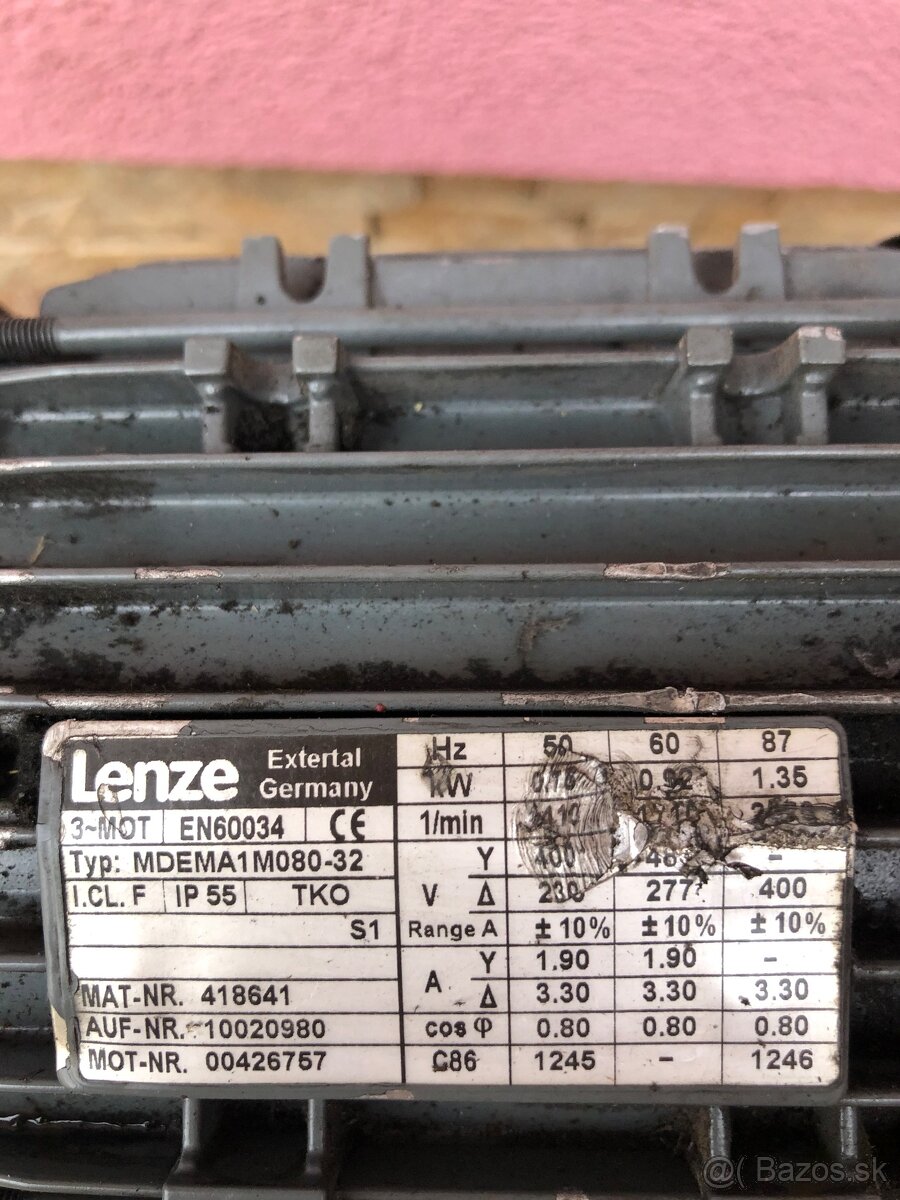 Lenze Extertal Germany
3~MOT EN60034 CE
Typ: MDEMA1M080-32
I.CL. F IP 55 TKO
S1
MAT-NR. 418641
AUF-NR. 10020980
MOT-NR. 00426757
Hz 50 60 87
kW 1.35
1/min
V Y 400 -
Δ 230 277 400
Range A ±10% ±10% ±10%
A Y 1.90 1.90 -
Δ 3.30 3.30 3.30
cos φ 0.80 0.80 0.80
C86 1245 - 1246
@( Bazos.sk